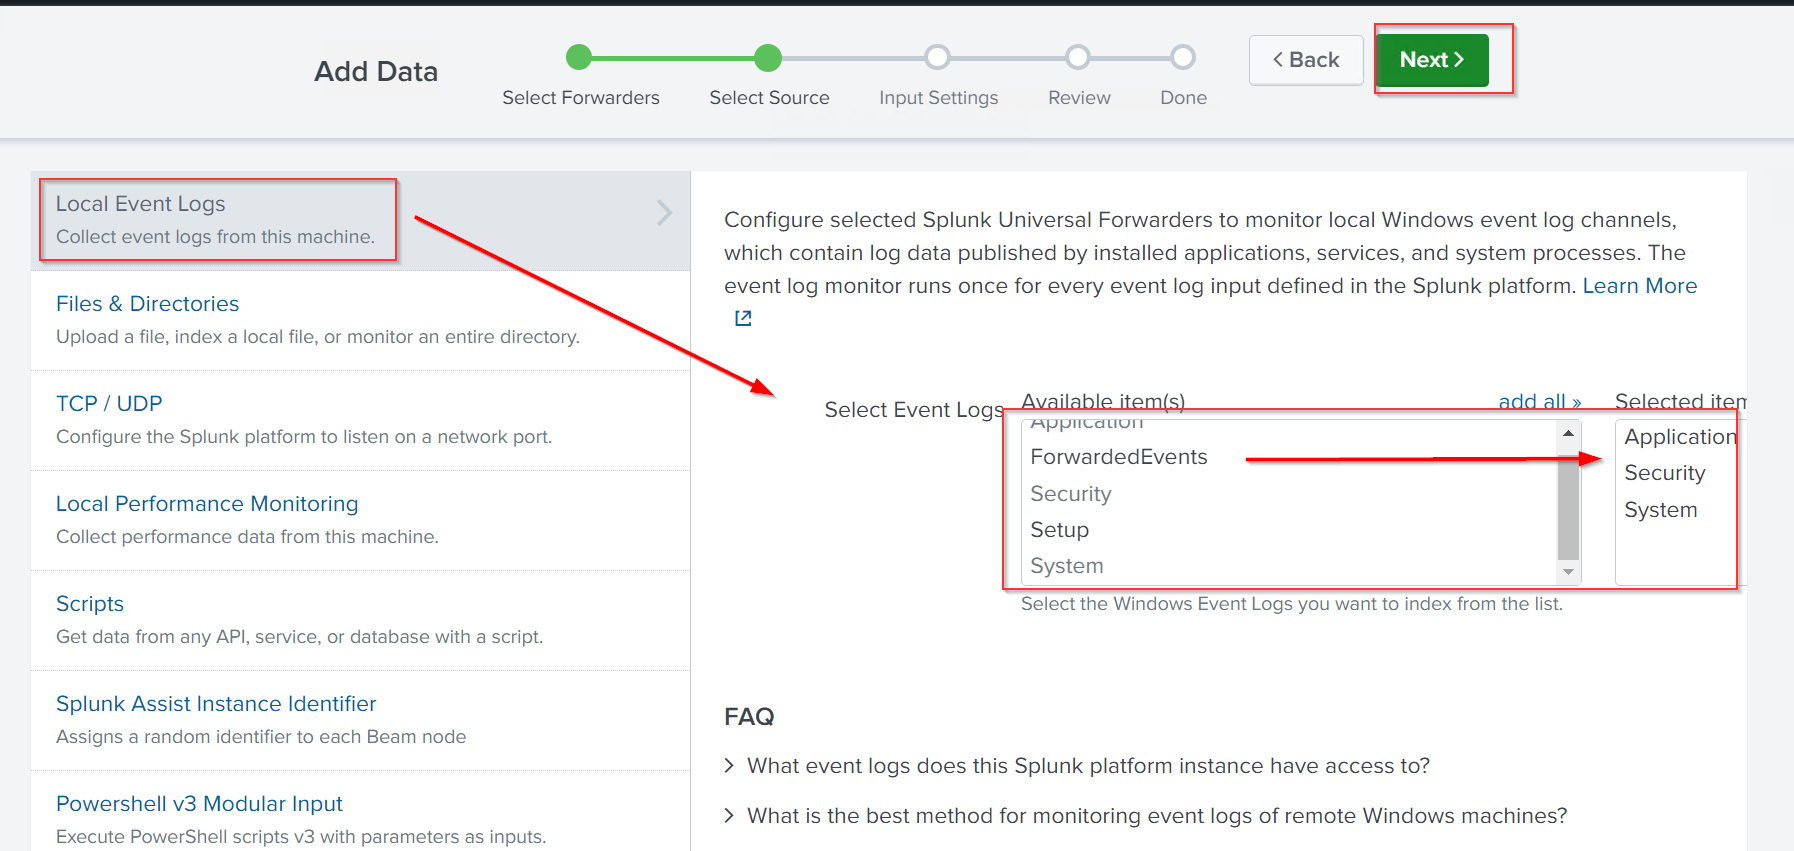 Add Data
Select Forwarders
Select Source
Input Settings
Review
Done
Back
Next
Local Event Logs
Collect event logs from this machine.
Files & Directories
Upload a file, index a local file, or monitor an entire directory.
TCP / UDP
Configure the Splunk platform to listen on a network port.
Local Performance Monitoring
Collect performance data from this machine.
Scripts
Get data from any API, service, or database with a script.
Splunk Assist Instance Identifier
Assigns a random identifier to each Beam node
Powershell v3 Modular Input
Execute PowerShell scripts v3 with parameters as inputs.
Configure selected Splunk Universal Forwarders to monitor local Windows event log channels,
which contain log data published by installed applications, services, and system processes. The
event log monitor runs once for every event log input defined in the Splunk platform. Learn More
Select Event Logs
Available item(s)
add all »
Selected item
Application
ForwardedEvents
Security
Setup
System
Application
Security
System
Select the Windows Event Logs you want to index from the list.
FAQ
What event logs does this Splunk platform instance have access to?
What is the best method for monitoring event logs of remote Windows machines?